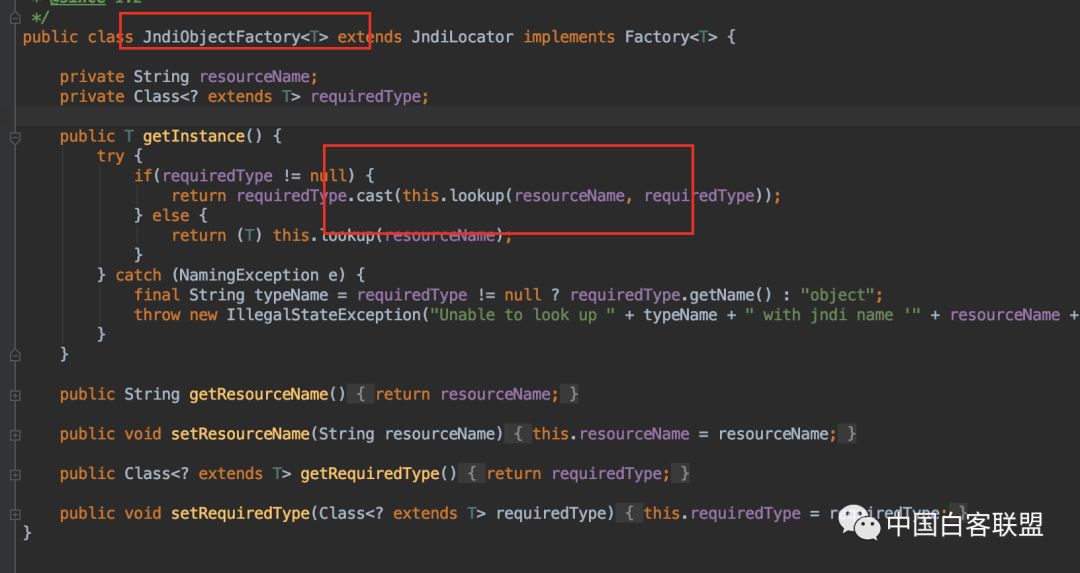 * @since 1.2
*/
public class JndiObjectFactory<T> extends JndiLocator implements Factory<T> {
private String resourceName;
private Class<? extends T> requiredType;
public T getInstance() {
try {
if(requiredType != null) {
return requiredType.cast(this.lookup(resourceName, requiredType));
} else {
return (T) this.lookup(resourceName);
}
} catch (NamingException e) {
final String typeName = requiredType != null ? requiredType.getName() : "object";
throw new IllegalStateException("Unable to look up " + typeName + " with jndi name '" + resourceName +
}
}
public String getResourceName() { return resourceName; }
public void setResourceName(String resourceName) { this.resourceName = resourceName; }
public Class<? extends T> getRequiredType() { return requiredType; }
public void setRequiredType(Class<? extends T> requiredType) { this.requiredType = requiredType; }
}
中国白客联盟